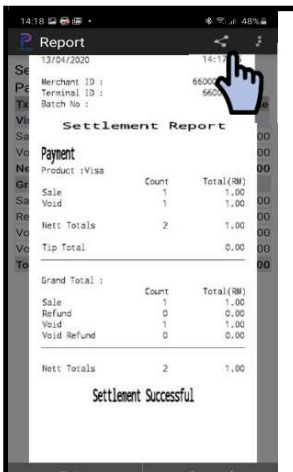 14:18 48%
Report
13/04/2020 14:17
Merchant ID : 66000
Terminal ID : 6600
Batch No :
Settlement Report
Payment
Product :Visa
Count Total(RM)
Sale 1 1.00
Void 1 1.00
Nett Totals 2 1.00
Tip Total 0.00
Grand Total :
Count Total(RM)
Sale 1 1.00
Refund 0 0.00
Void 1 1.00
Void Refund 0 0.00
Nett Totals 2 1.00
Settlement Successful